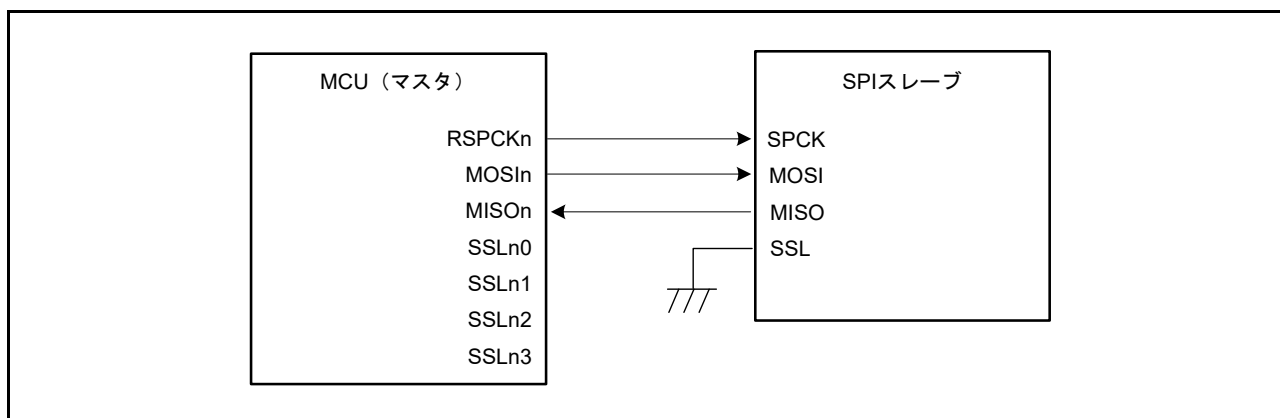 MCU（マスタ）
RSPCKn
MOSIn
MISOn
SSLn0
SSLn1
SSLn2
SSLn3
SPIスレーブ
SPCK
MOSI
MISO
SSL